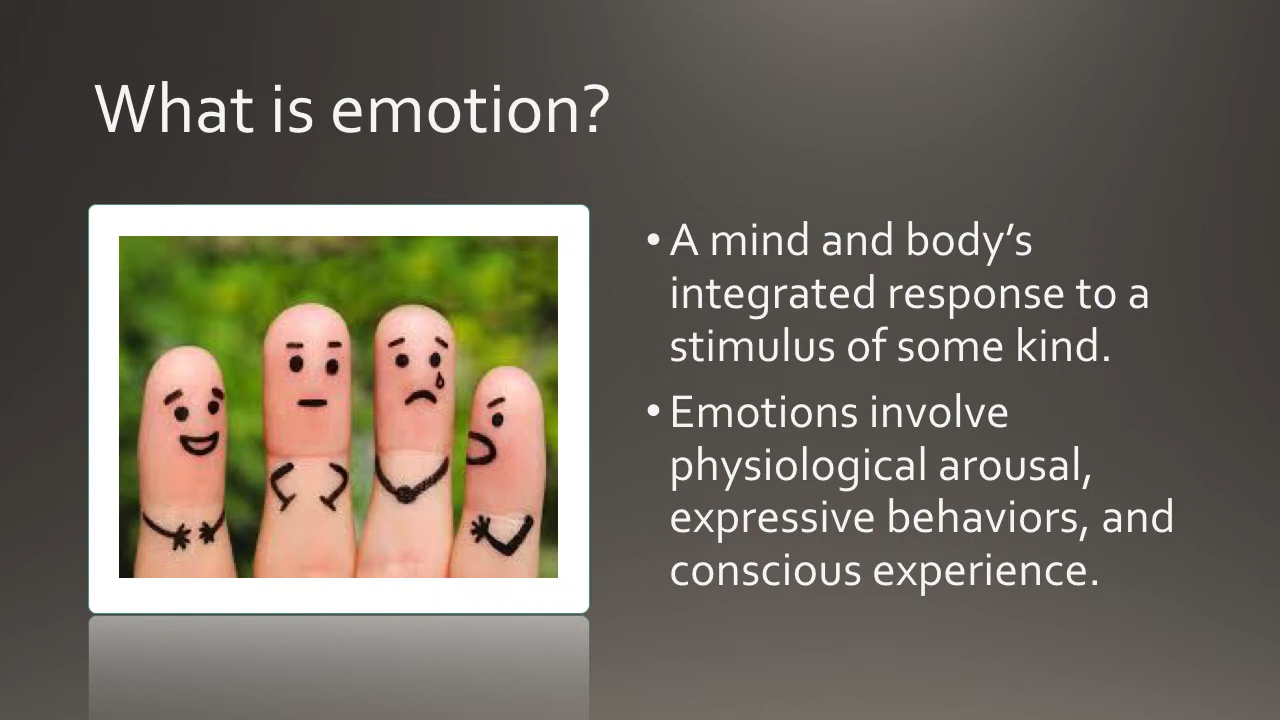 What is emotion?
• A mind and body’s
integrated response to a
stimulus of some kind.
• Emotions involve
physiological arousal,
expressive behaviors, and
conscious experience.